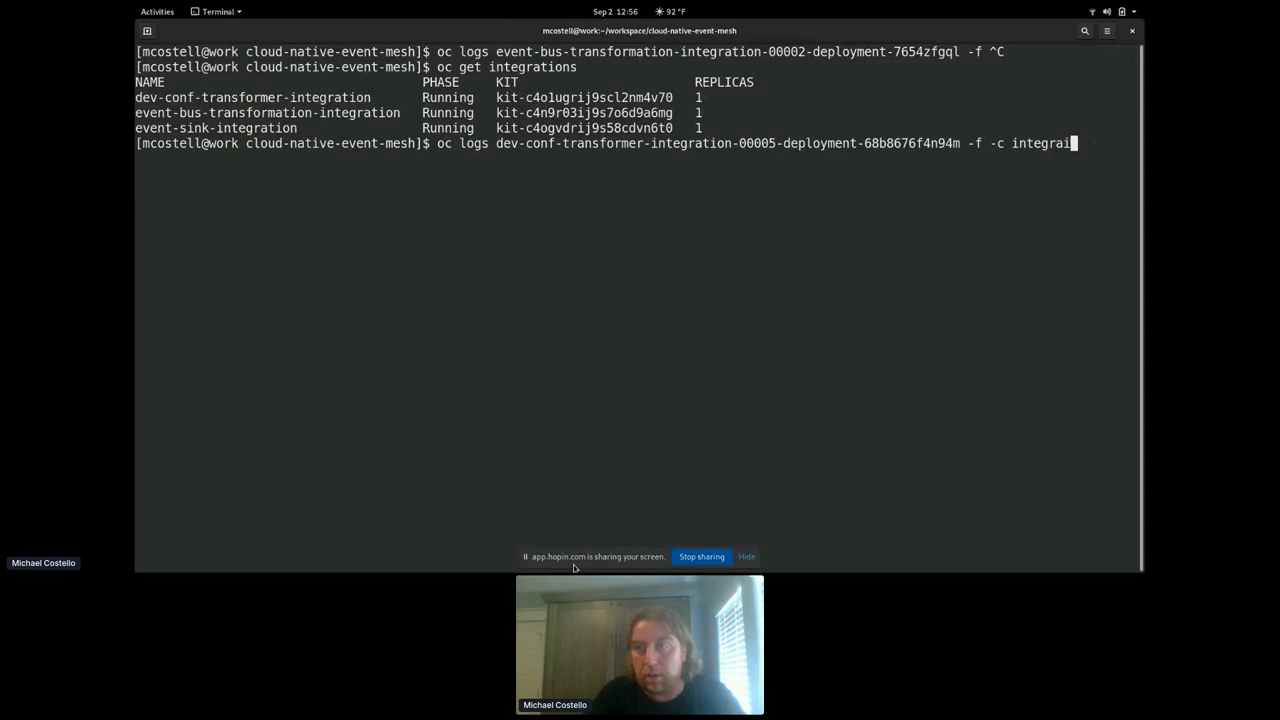 Activities
Terminal
Sep 2 12:56
92 °F
mcostell@work:~/workspace/cloud-native-event-mesh
[mcostell@work cloud-native-event-mesh]$ oc logs event-bus-transformation-integration-00002-deployment-7654zfgql -f ^C
[mcostell@work cloud-native-event-mesh]$ oc get integrations
NAME PHASE KIT REPLICAS
dev-conf-transformer-integration Running kit-c4o1ugrij9scl2nm4v70 1
event-bus-transformation-integration Running kit-c4n9r03ij9s7o6d9a6mg 1
event-sink-integration Running kit-c4ogvdrij9s58cdvn6t0 1
[mcostell@work cloud-native-event-mesh]$ oc logs dev-conf-transformer-integration-00005-deployment-68b8676f4n94m -f -c integrai
app.hopin.com is sharing your screen.
Stop sharing
Hide
Michael Costello
Michael Costello